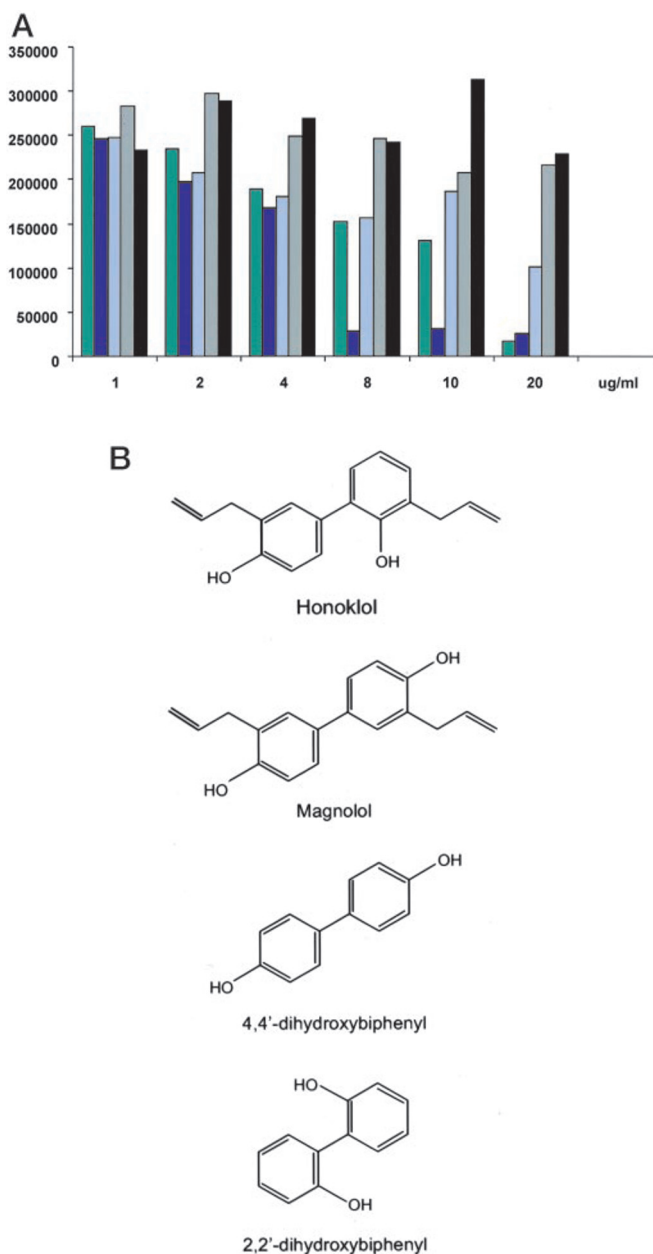 A
350000
300000
250000
200000
150000
100000
50000
0
1 2 4 8 10 20 ug/ml
B
HO OH
Honoklol
OH
HO
Magnolol
OH
HO
4,4'-dihydroxybiphenyl
HO
OH
2,2'-dihydroxybiphenyl